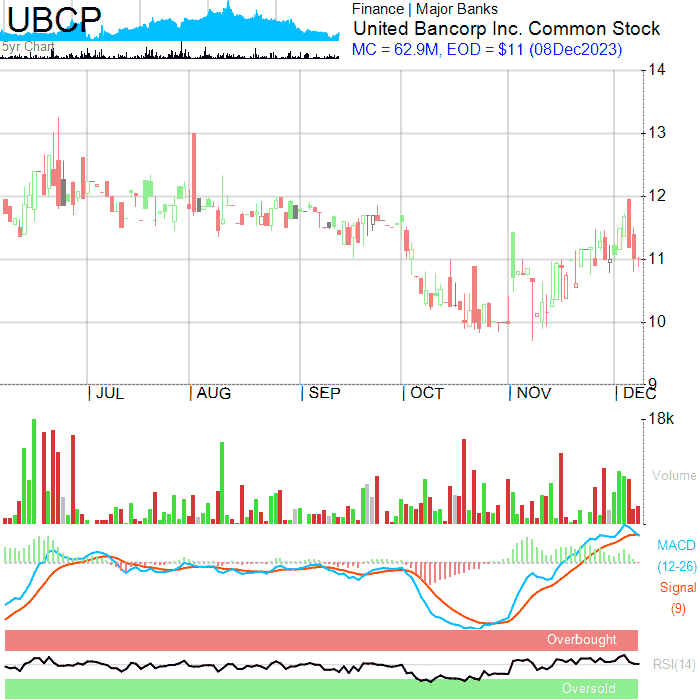 UBCP
5yr Chart
Finance | Major Banks
United Bancorp Inc. Common Stock
MC = 62.9M, EOD = $11 (08Dec2023)
14
13
12
11
10
9
| JUL | AUG | SEP | OCT | NOV | DEC
18k
Volume
MACD
(12-26)
Signal
(9)
Overbought
RSI(14)
Oversold